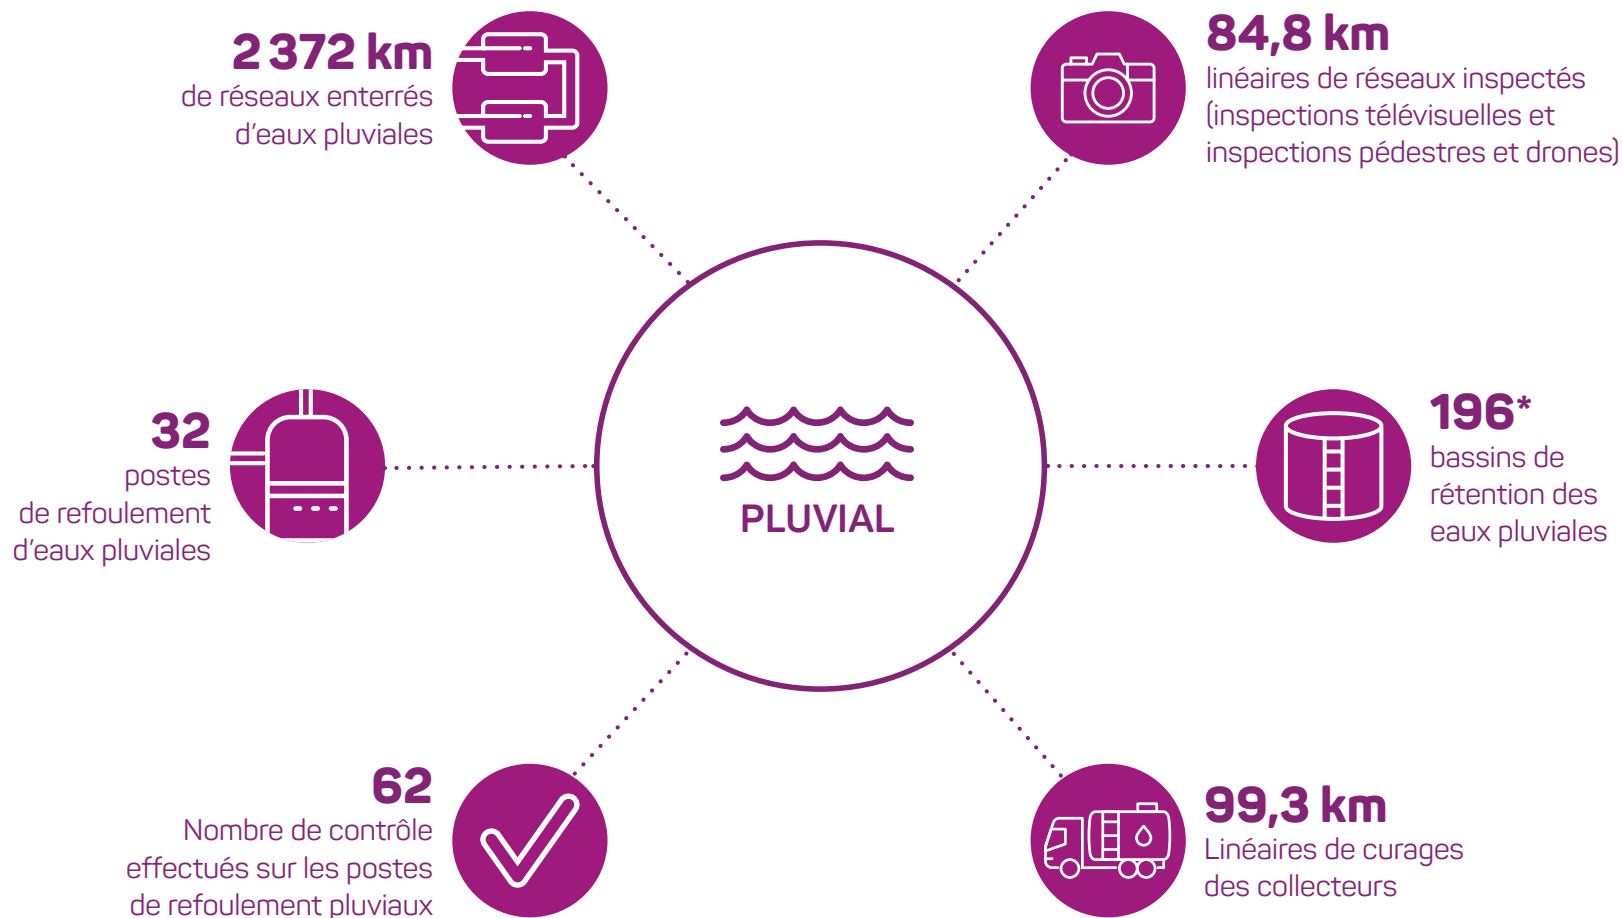 2 372 km
de réseaux enterrés
d'eaux pluviales
84,8 km
linéaires de réseaux inspectés
(inspections télévisuelles et
inspections pédestres et drones)
32
postes
de refoulement
d'eaux pluviales
PLUVIAL
196*
bassins de
rétention des
eaux pluviales
62
Nombre de contrôle
effectués sur les postes
de refoulement pluviaux
99,3 km
Linéaires de curages
des collecteurs